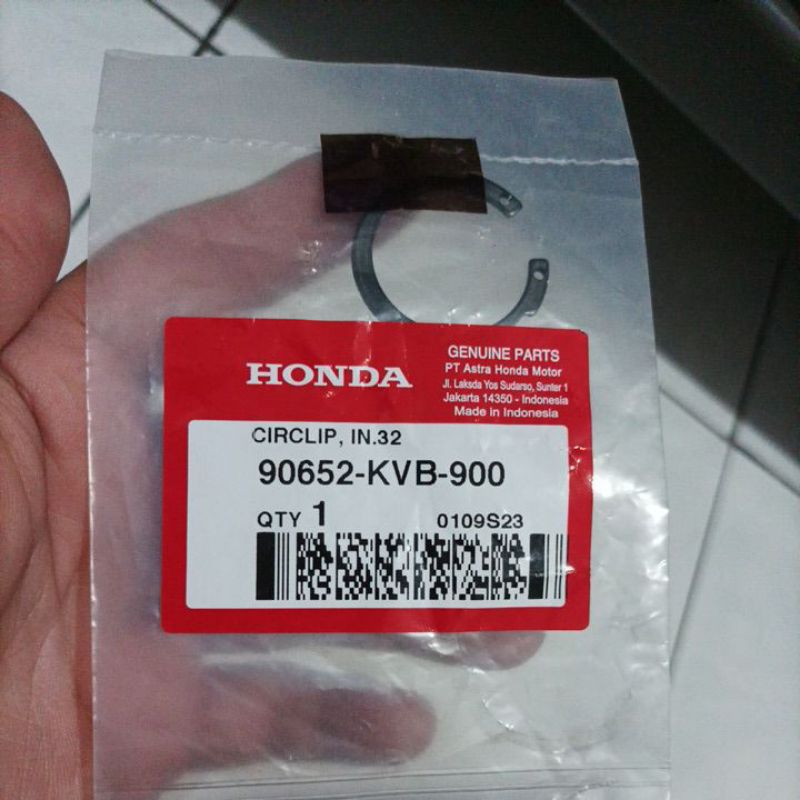 HONDA
GENUINE PARTS
PT Astra Honda Motor
Jl. Laksda Yos Sudarso, Sunter 1
Jakarta 14350 - Indonesia
Made in Indonesia
CIRCLIP, IN.32
90652-KVB-900
QTY 1
0109S23